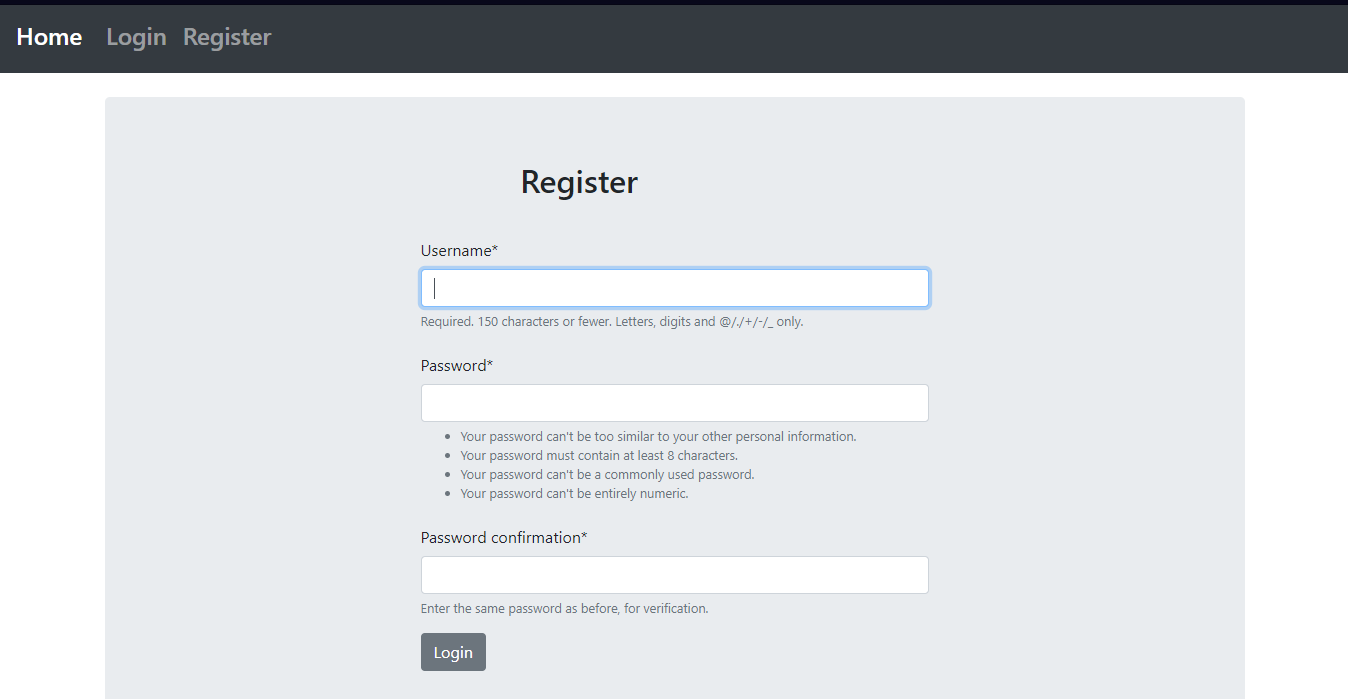 Home Login Register
Register
Username*
Required. 150 characters or fewer. Letters, digits and @/./+/-/_ only.
Password*
Your password can't be too similar to your other personal information.
Your password must contain at least 8 characters.
Your password can't be a commonly used password.
Your password can't be entirely numeric.
Password confirmation*
Enter the same password as before, for verification.
Login